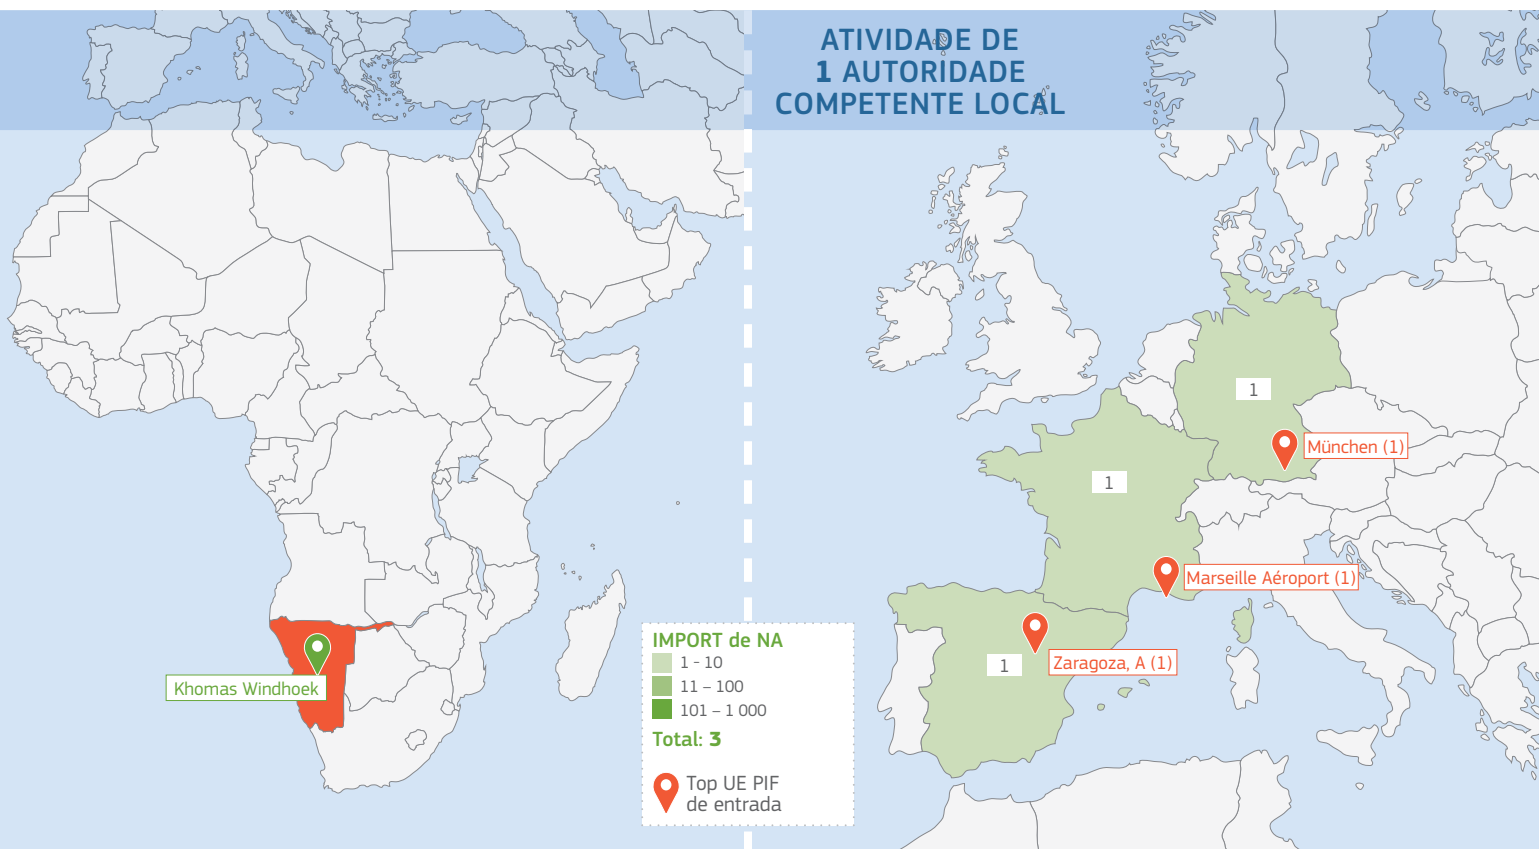 ATIVIDADE DE
1 AUTORIDADE
COMPETENTE LOCAL
1
München (1)
1
Marseille Aéroport (1)
1
Zaragoza, A (1)
Khomas Windhoek
IMPORT de NA
1 - 10
11 – 100
101 – 1 000
Total: 3
Top UE PIF
de entrada